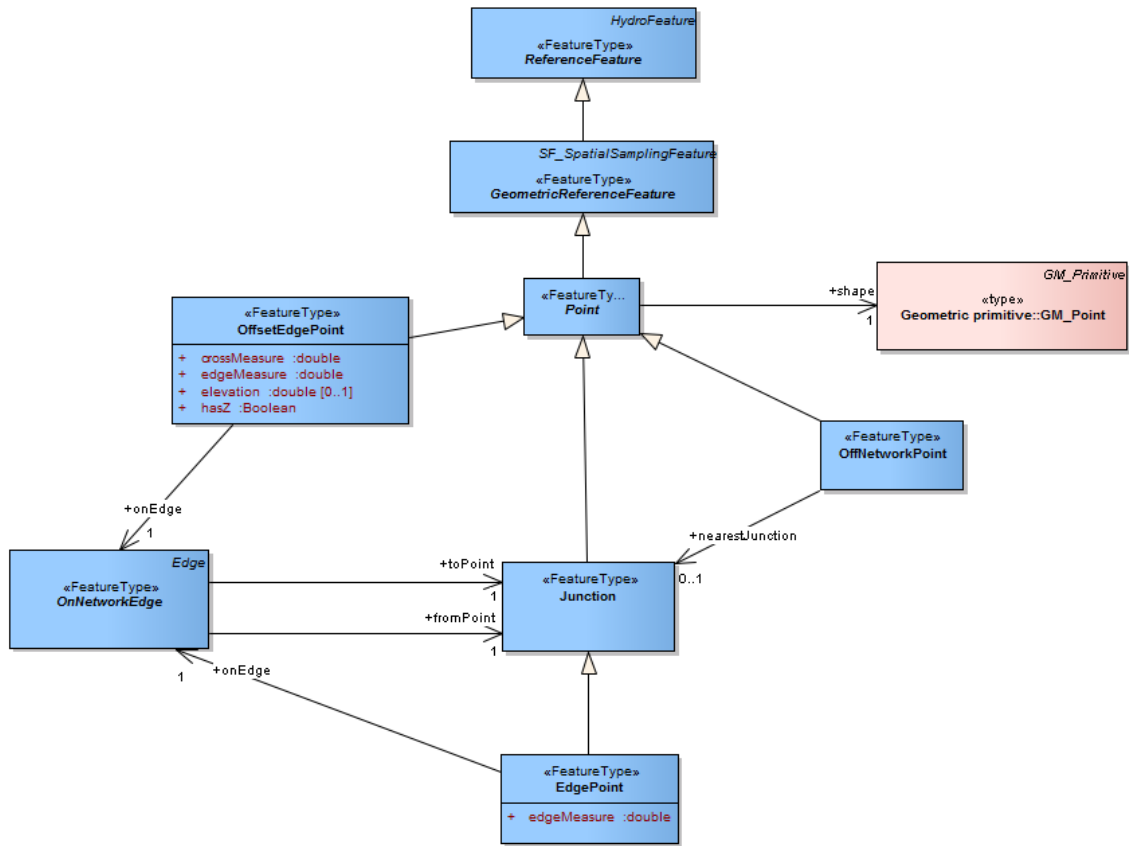 HydroFeature
«FeatureType»
ReferenceFeature
SF_SpatialSamplingFeature
«FeatureType»
GeometricReferenceFeature
«FeatureTy...
Point
+shape
1
GM_Primitive
«type»
Geometric primitive::GM_Point
«FeatureType»
OffsetEdgePoint
+ crossMeasure :double
+ edgeMeasure :double
+ elevation :double [0..1]
+ hasZ :Boolean
«FeatureType»
OffNetworkPoint
+onEdge
1
+nearestJunction
0..1
Edge
«FeatureType»
OnNetworkEdge
+toPoint
1
+fromPoint
1
«FeatureType»
Junction
+onEdge
1
«FeatureType»
EdgePoint
+ edgeMeasure :double